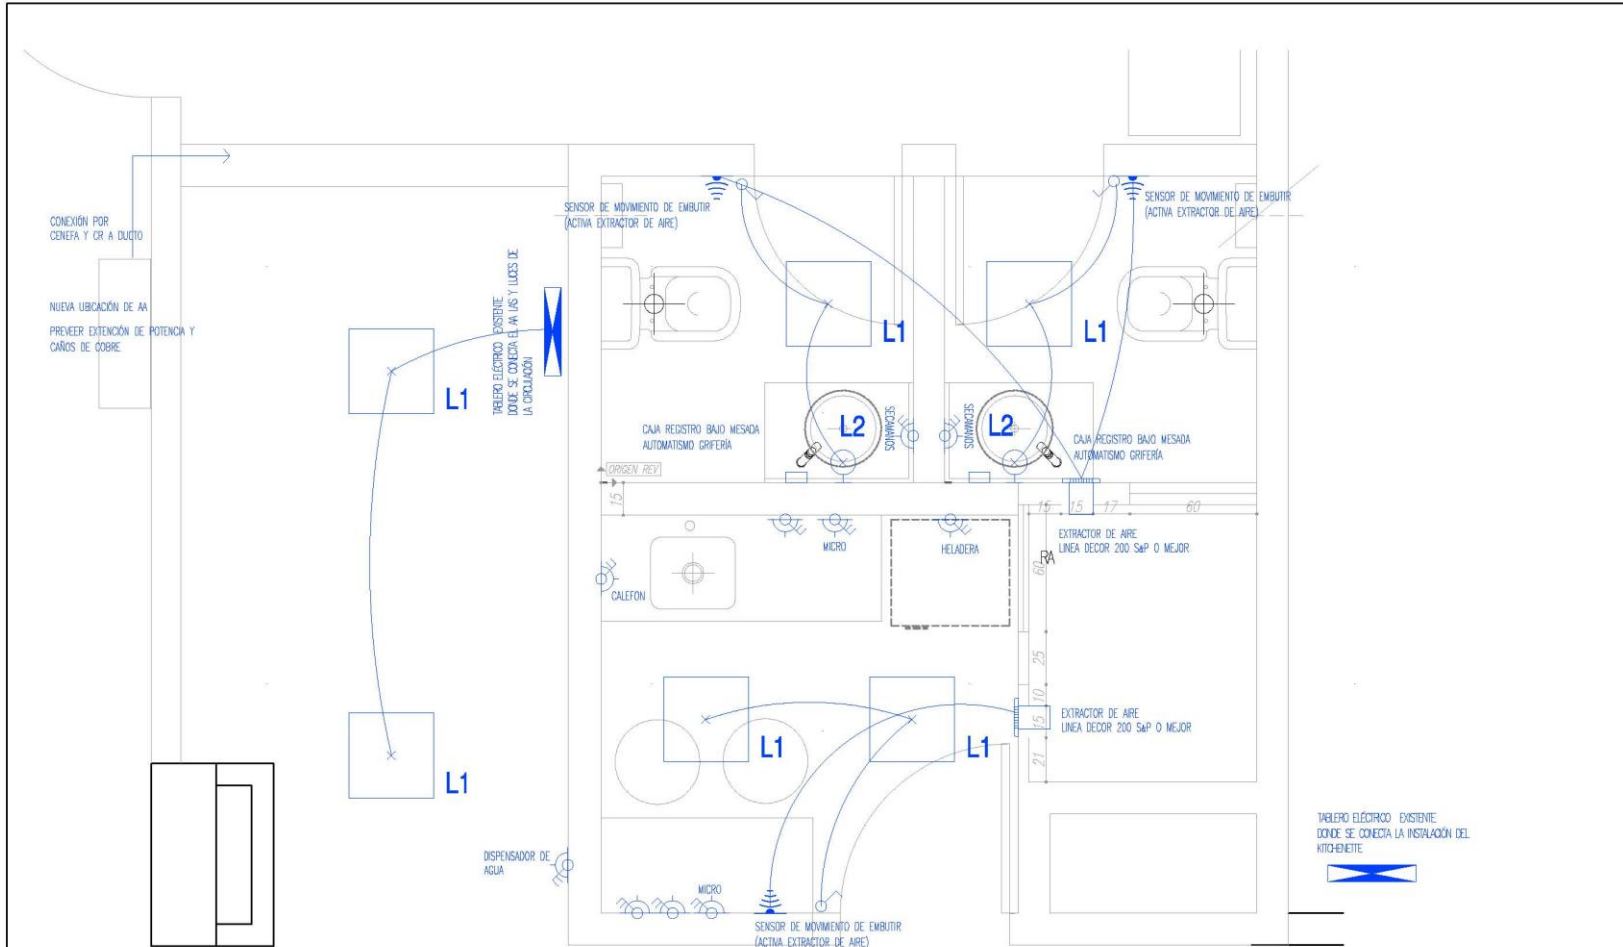 SENSOR DE MOVIMIENTO DE EMBUTIR
(ACTIVA EXTRACTOR DE AIRE)
SENSOR DE MOVIMIENTO DE EMBUTIR
(ACTIVA EXTRACTOR DE AIRE)
CONEXIÓN POR
CENEFA Y CR A DUCTO
NUEVA UBICACIÓN DE AA
PREVEER EXTENCIÓN DE POTENCIA Y
CAÑOS DE COBRE
TABLERO ELÉCTRICO EXISTENTE
DONDE SE CONECTA EL AA LAS Y LUCES DE
LA CIRCULACIÓN
L1
L1
L1
L2
L2
SECAMANOS
SECAMANOS
CAJA REGISTRO BAJO MESADA
AUTOMATISMO GRIFERÍA
CAJA REGISTRO BAJO MESADA
AUTOMATISMO GRIFERÍA
ORIGEN REV
15
15
15
17
60
MICRO
HELADERA
EXTRACTOR DE AIRE
LINEA DECOR 200 S&P O MEJOR
RA
60
CALEFON
25
10
15
21
EXTRACTOR DE AIRE
LINEA DECOR 200 S&P O MEJOR
L1
L1
L1
TABLERO ELÉCTRICO EXISTENTE
DONDE SE CONECTA LA INSTALACIÓN DEL
KITCHENETTE
DISPENSADOR DE
AGUA
MICRO
SENSOR DE MOVIMIENTO DE EMBUTIR
(ACTIVA EXTRACTOR DE AIRE)